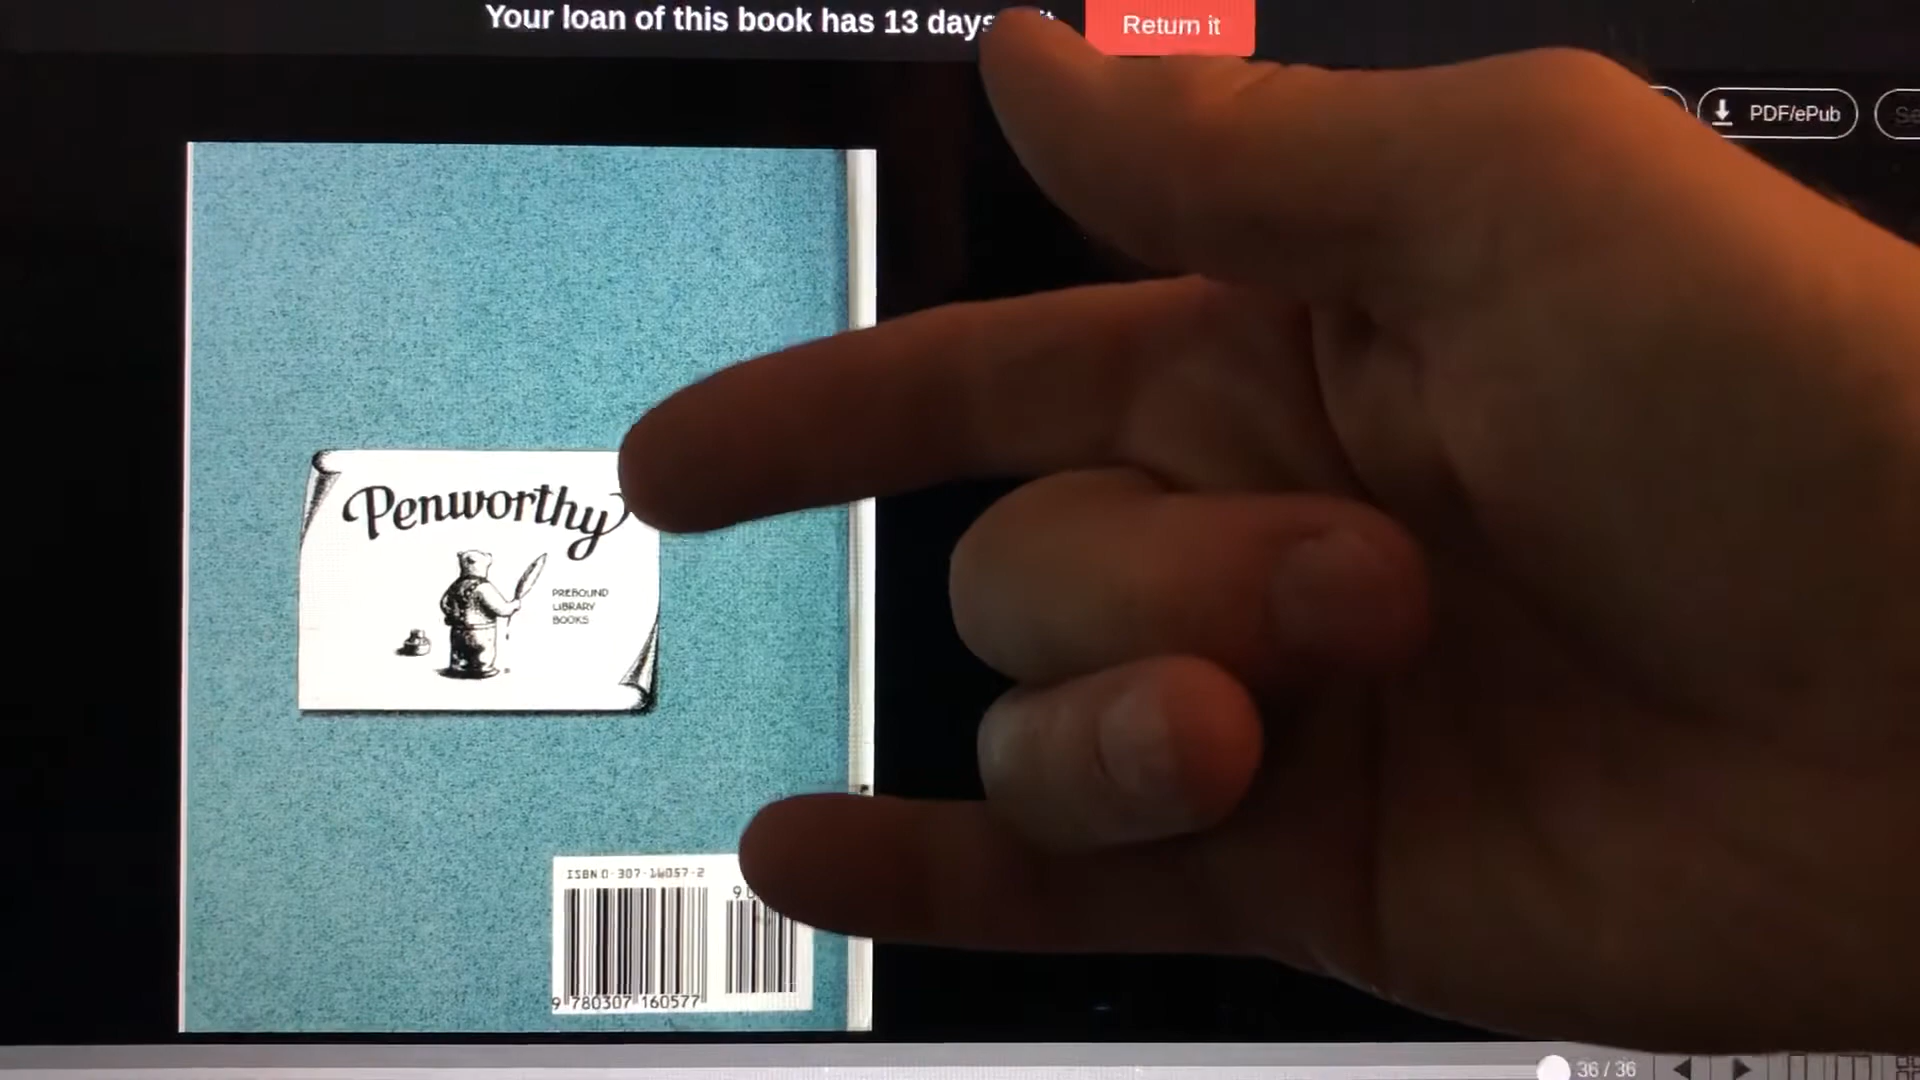 Your loan of this book has 13 days
Return it
PDF/ePub
Penworthy
PREBOUND
LIBRARY
BOOKS
ISBN 0-307-16057-2
9 780307 160577
36 / 36